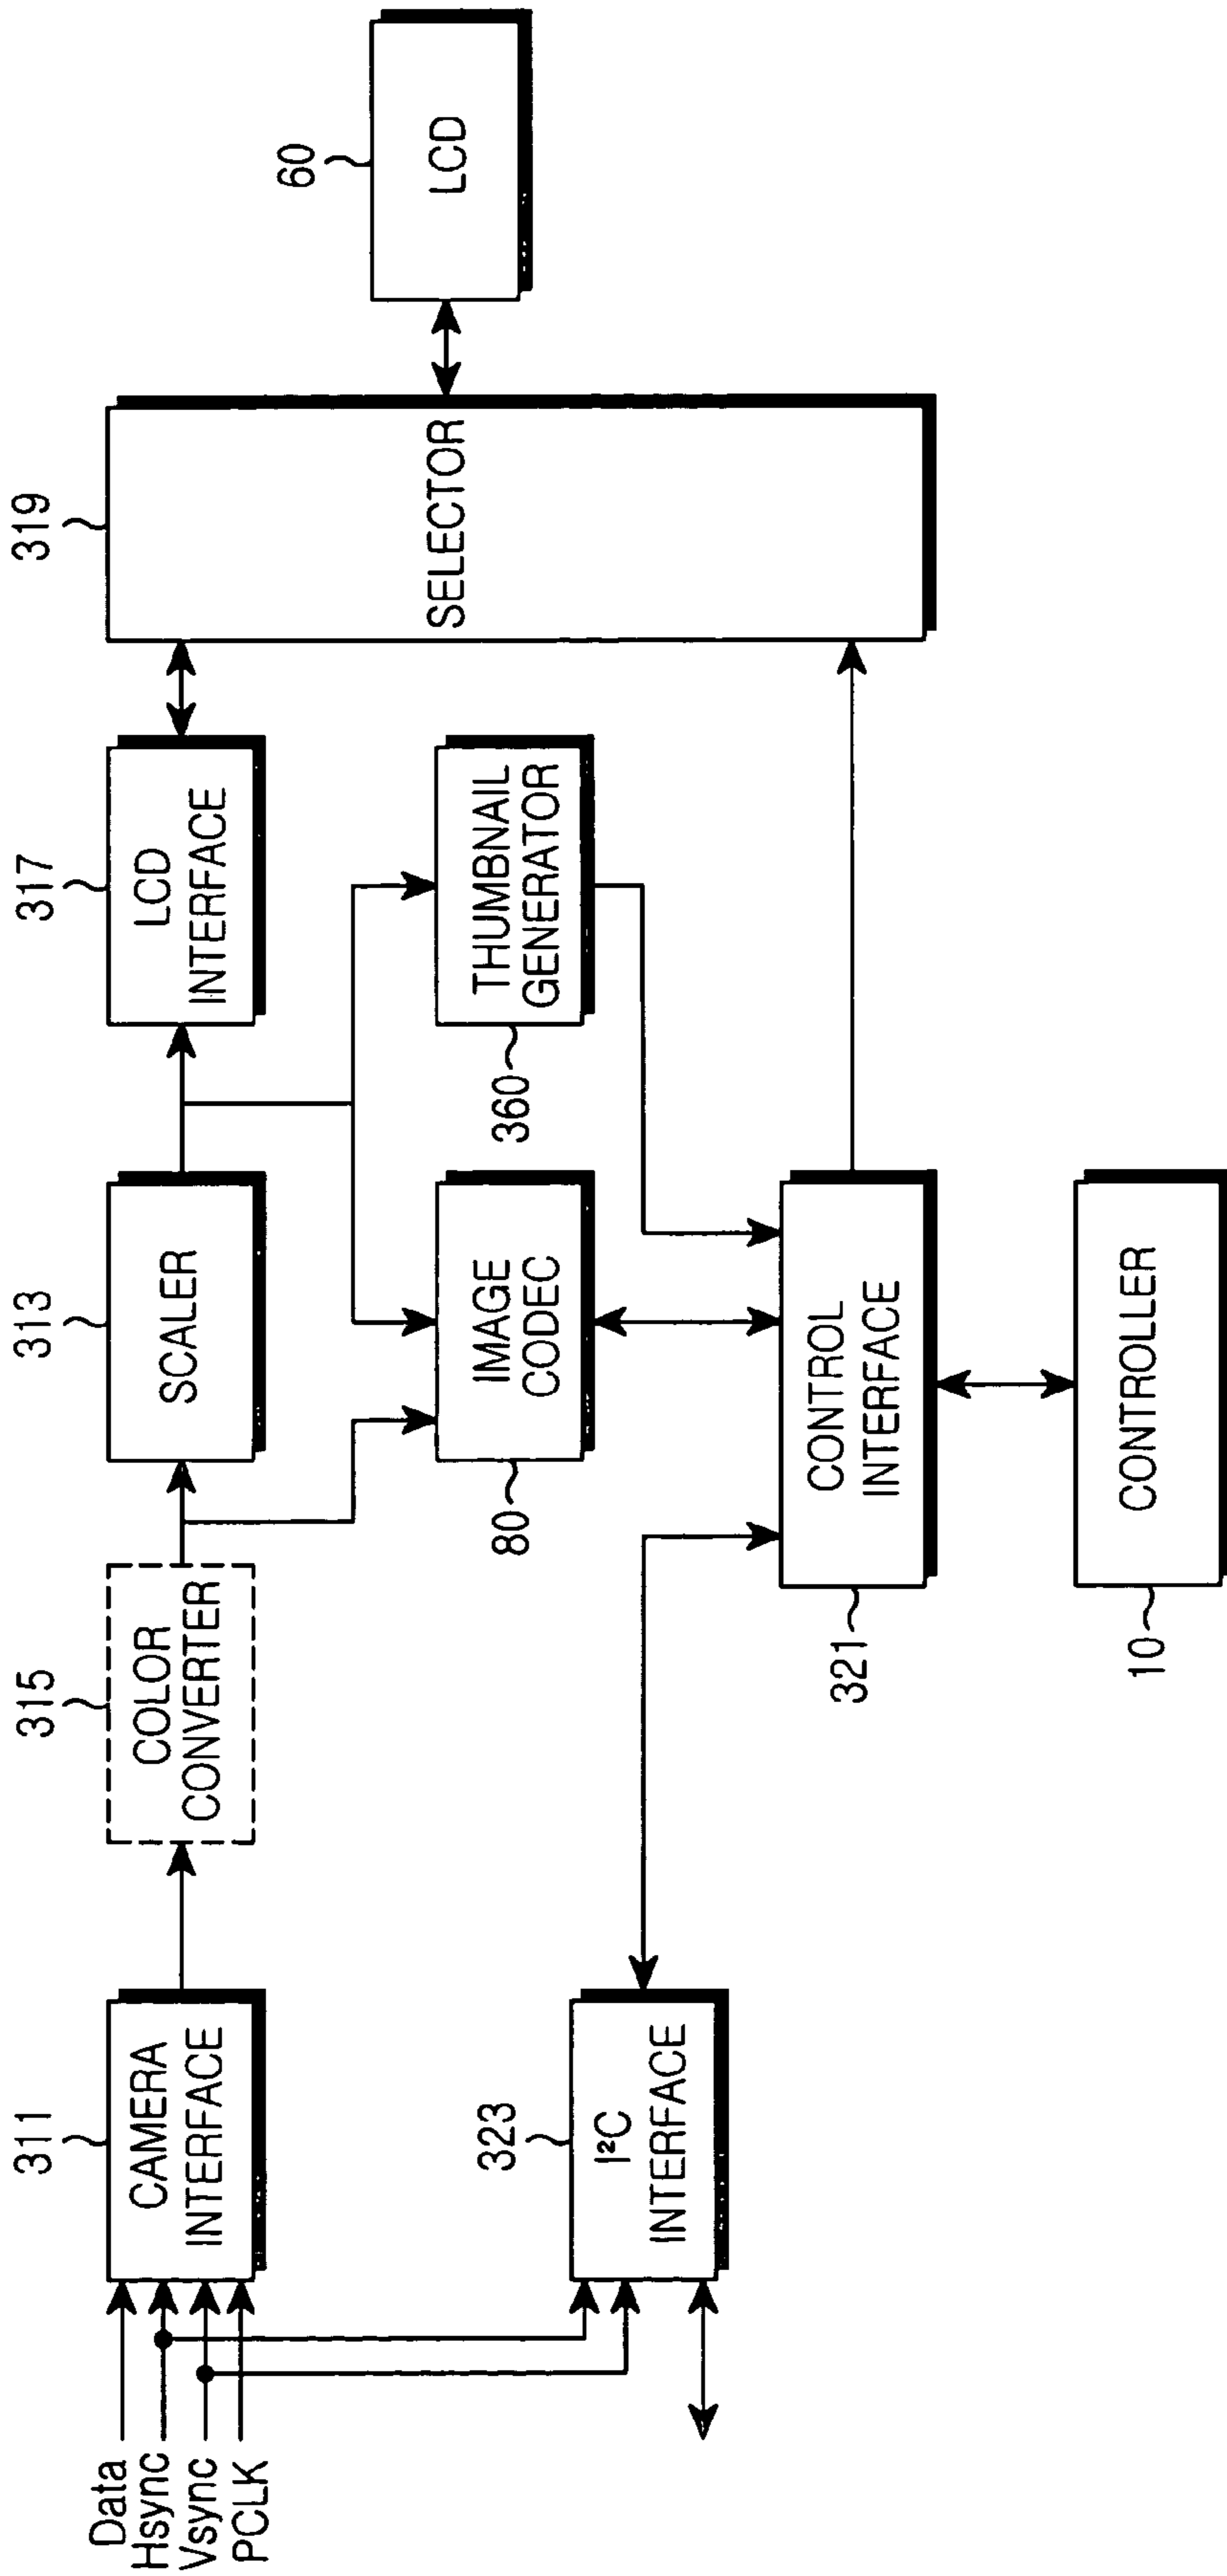 311
CAMERA
INTERFACE
Data
Hsync
Vsync
PCLK
315
COLOR
CONVERTER
313
SCALER
317
LCD
INTERFACE
319
SELECTOR
60
LCD
80
IMAGE
CODEC
360
THUMBNAIL
GENERATOR
323
I²C
INTERFACE
321
CONTROL
INTERFACE
10
CONTROLLER